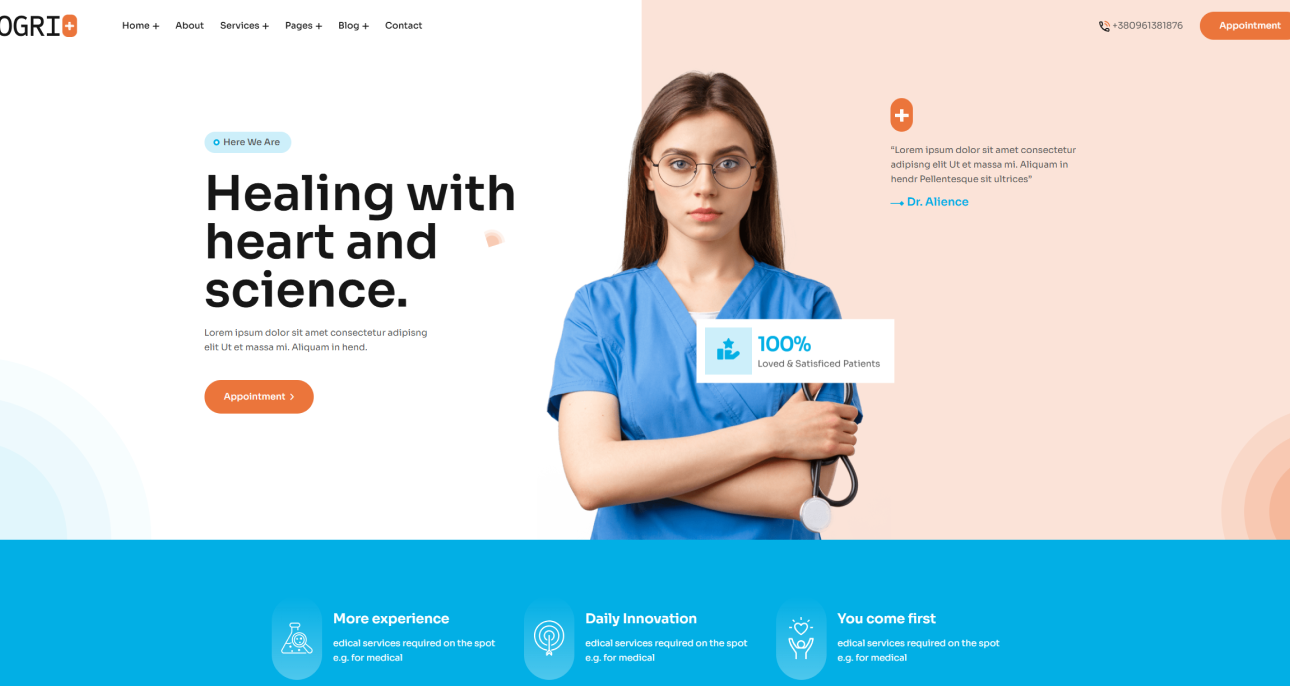 OGRI+
Home +
About
Services +
Pages +
Blog +
Contact
+380961381876
Appointment
Here We Are
Healing with
heart and
science.
Lorem ipsum dolor sit amet consectetur adipisng
elit Ut et massa mi. Aliquam in hend.
Appointment >
“Lorem ipsum dolor sit amet consectetur
adipisng elit Ut et massa mi. Aliquam in
hendr Pellentesque sit ultrices”
Dr. Alience
100%
Loved & Satisficed Patients
More experience
edical services required on the spot
e.g. for medical
Daily Innovation
edical services required on the spot
e.g. for medical
You come first
edical services required on the spot
e.g. for medical